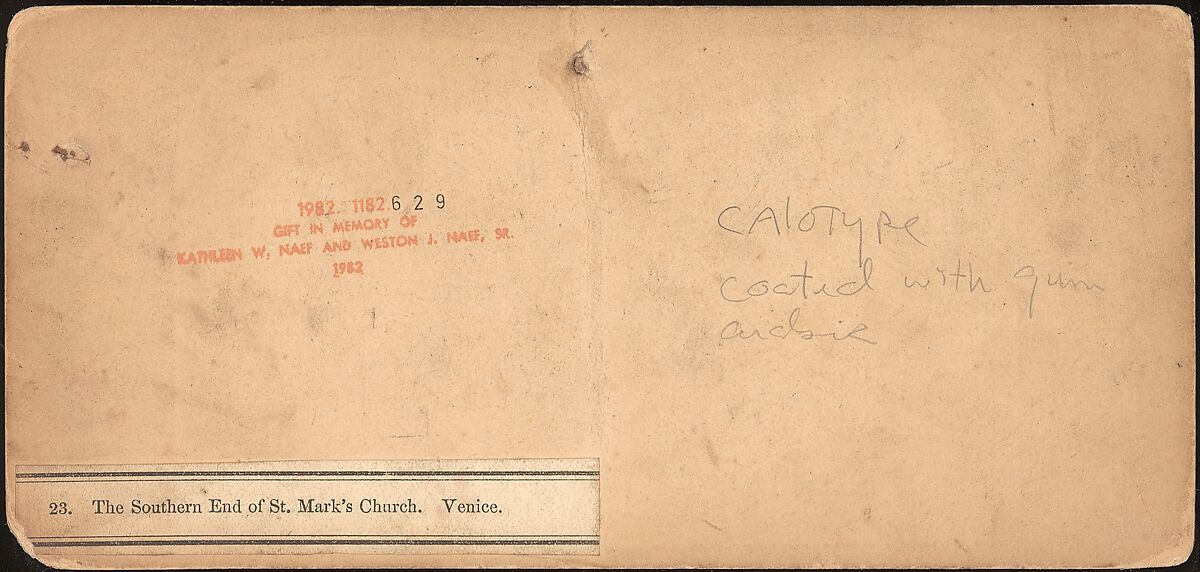 1982. 1182.629
GIFT IN MEMORY OF
KATHLEEN W. NAEF AND WESTON J. NAEF, SR.
1982
CAlOTypE
coated with gum
arabic
23. The Southern End of St. Mark's Church. Venice.